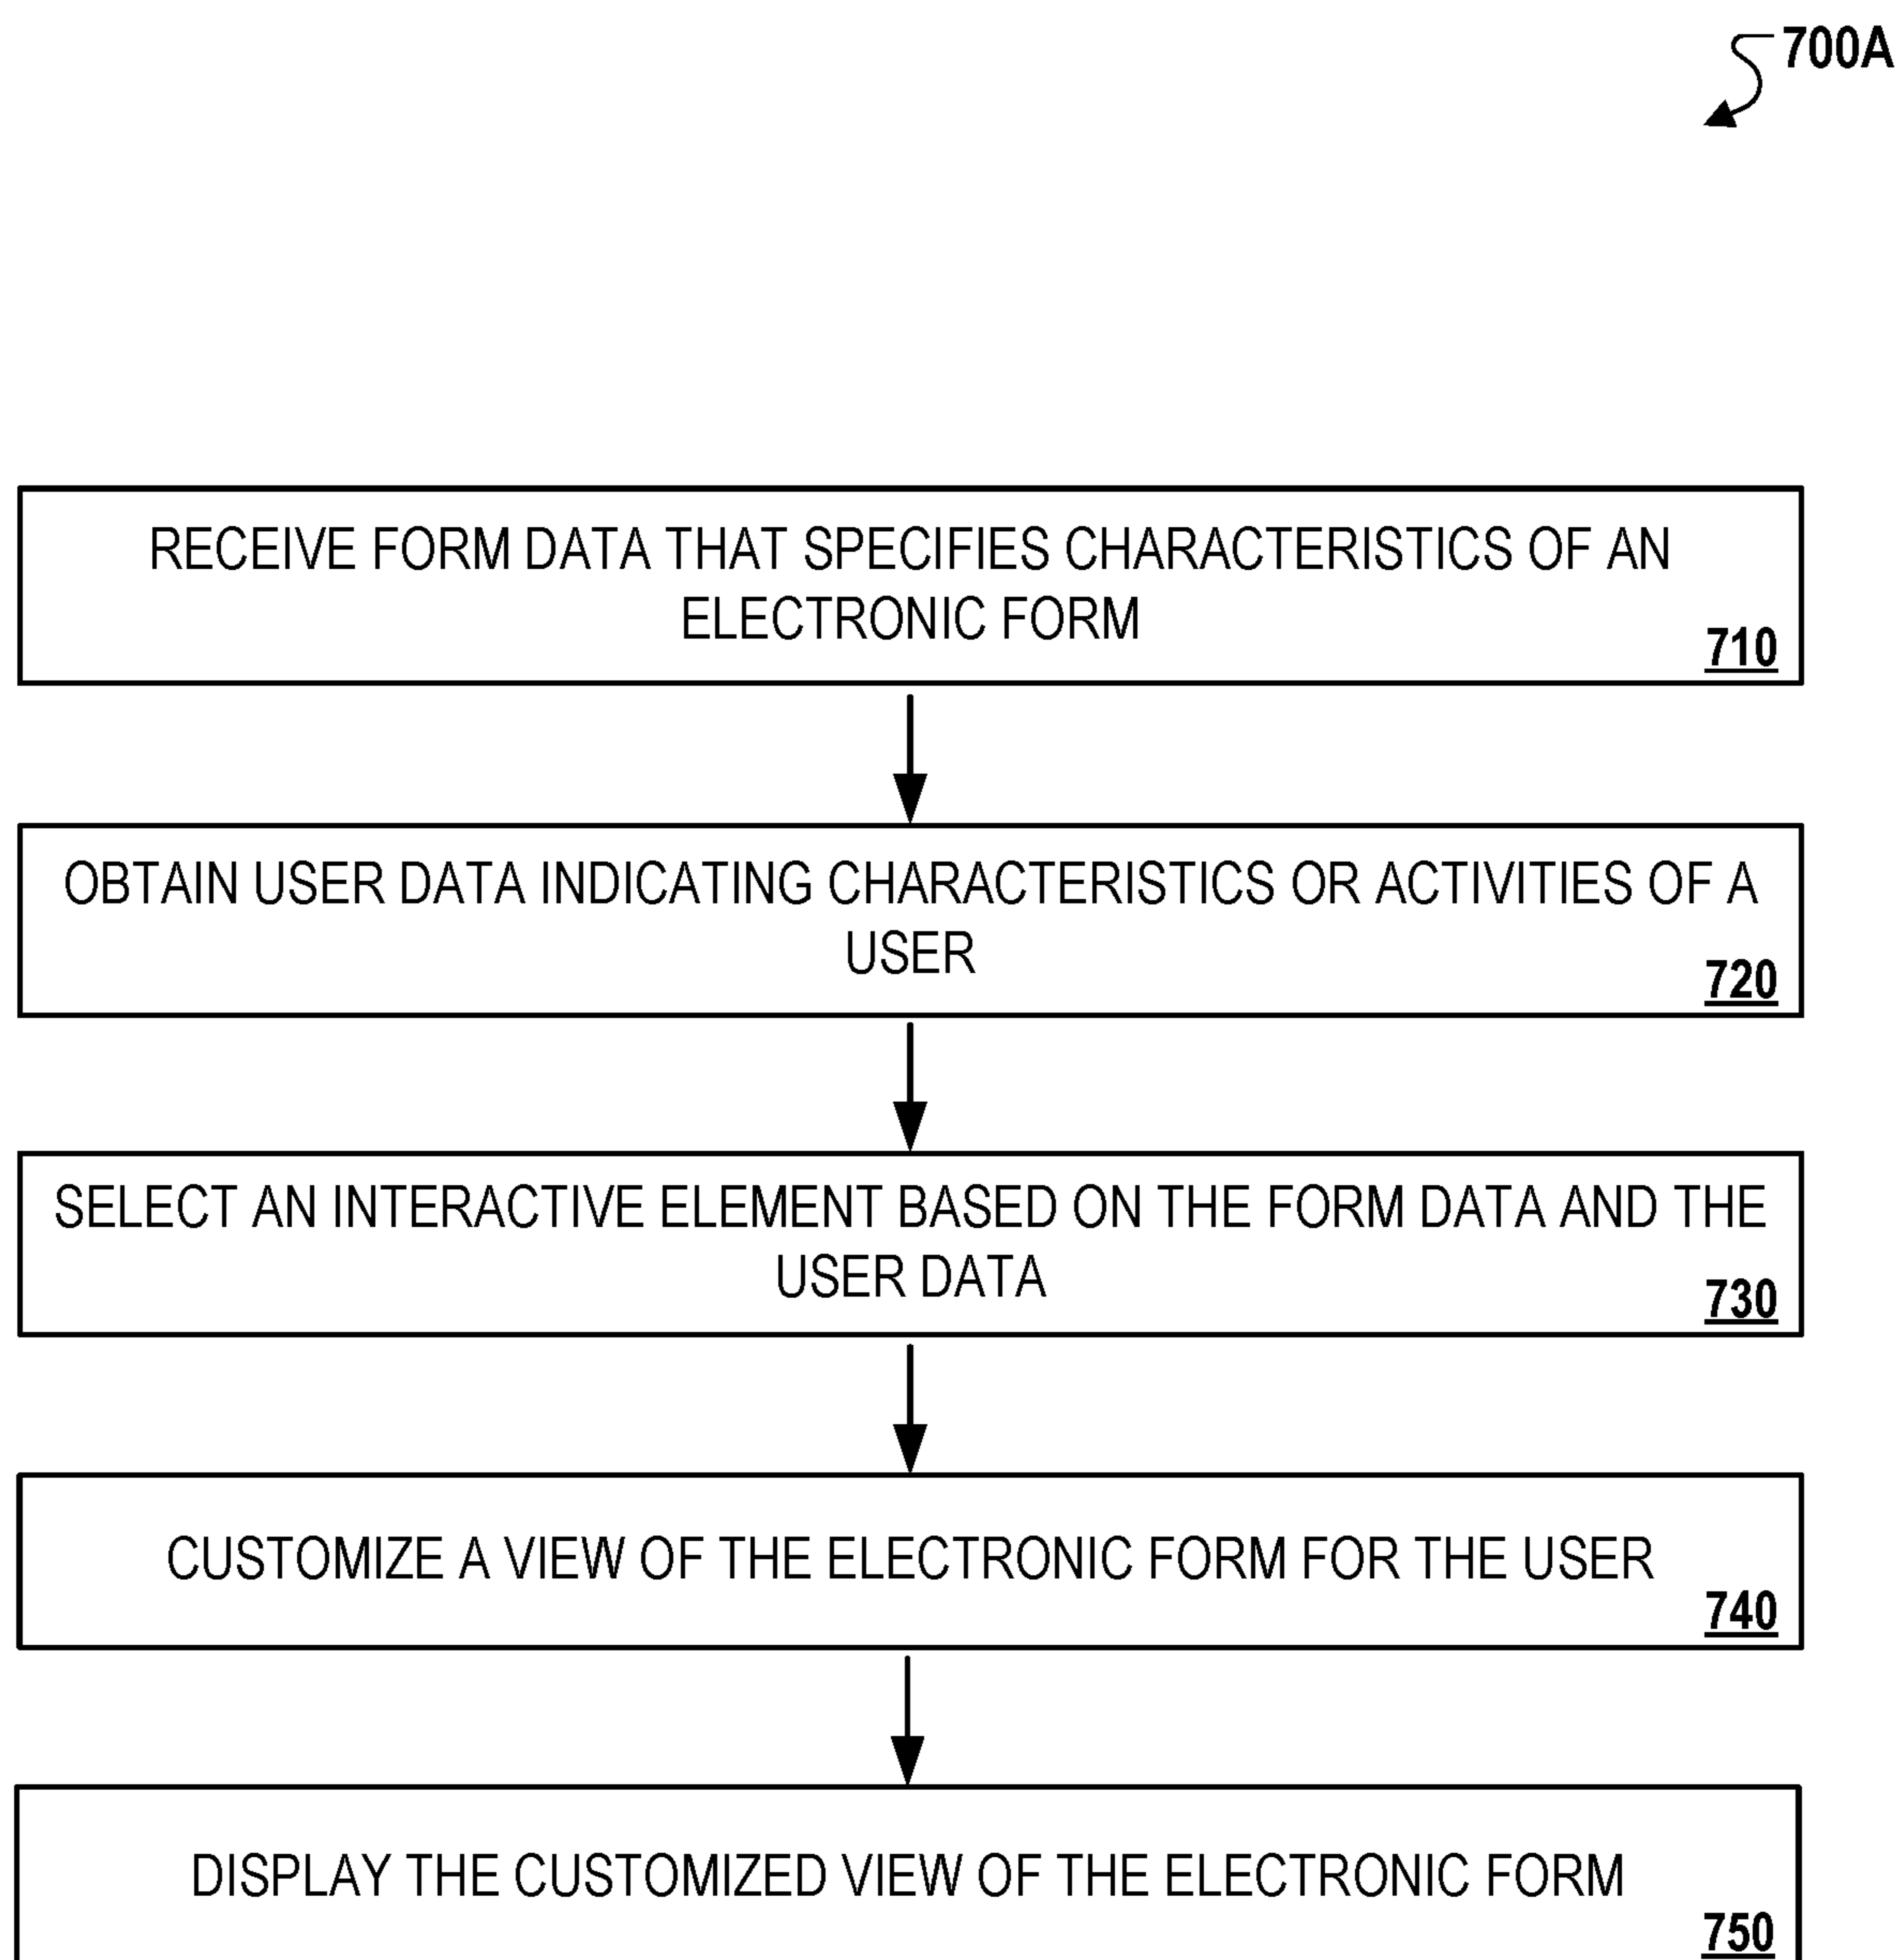 700A
RECEIVE FORM DATA THAT SPECIFIES CHARACTERISTICS OF AN
ELECTRONIC FORM
710
OBTAIN USER DATA INDICATING CHARACTERISTICS OR ACTIVITIES OF A
USER
720
SELECT AN INTERACTIVE ELEMENT BASED ON THE FORM DATA AND THE
USER DATA
730
CUSTOMIZE A VIEW OF THE ELECTRONIC FORM FOR THE USER
740
DISPLAY THE CUSTOMIZED VIEW OF THE ELECTRONIC FORM
750